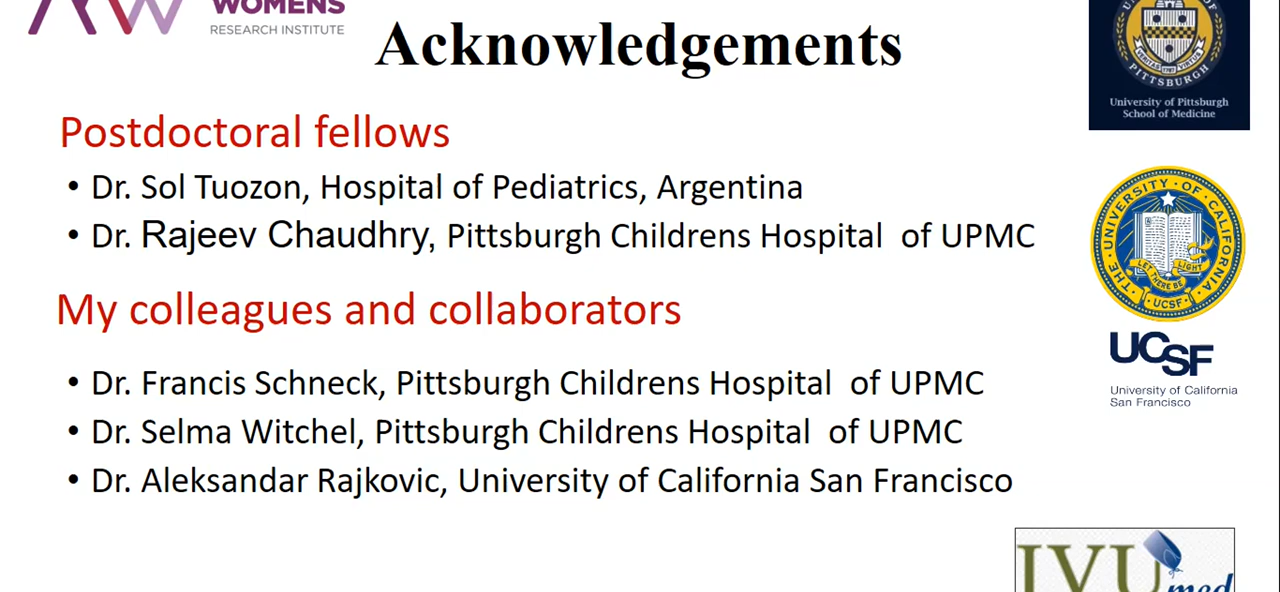 WOMENS
RESEARCH INSTITUTE
Acknowledgements
PITTSBURGH
University of Pittsburgh
School of Medicine
Postdoctoral fellows
• Dr. Sol Tuozon, Hospital of Pediatrics, Argentina
• Dr. Rajeev Chaudhry, Pittsburgh Childrens Hospital of UPMC
My colleagues and collaborators
• Dr. Francis Schneck, Pittsburgh Childrens Hospital of UPMC
• Dr. Selma Witchel, Pittsburgh Childrens Hospital of UPMC
• Dr. Aleksandar Rajkovic, University of California San Francisco
THE UNIVERSITY OF CALIFORNIA
LET THERE BE LIGHT
UCSF
UCSF
University of California
San Francisco
IVUmed